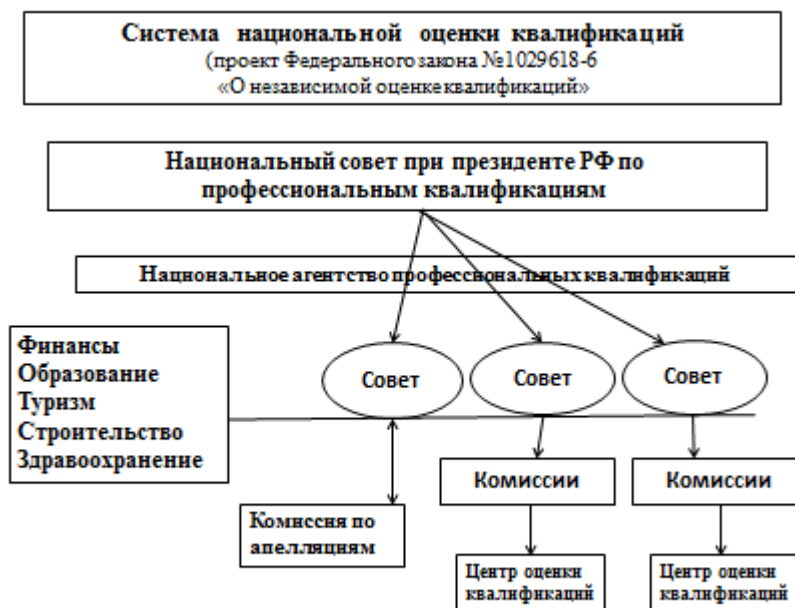 Система национальной оценки квалификаций
(проект Федерального закона №1029618-6
«О независимой оценке квалификаций»
Национальный совет при президенте РФ по
профессиональным квалификациям
Национальное агентство профессиональных квалификаций
Финансы
Образование
Туризм
Строительство
Здравоохранение
Совет
Совет
Совет
Комиссии
Комиссии
Комиссия по
апелляциям
Центр оценки
квалификаций
Центр оценки
квалификаций